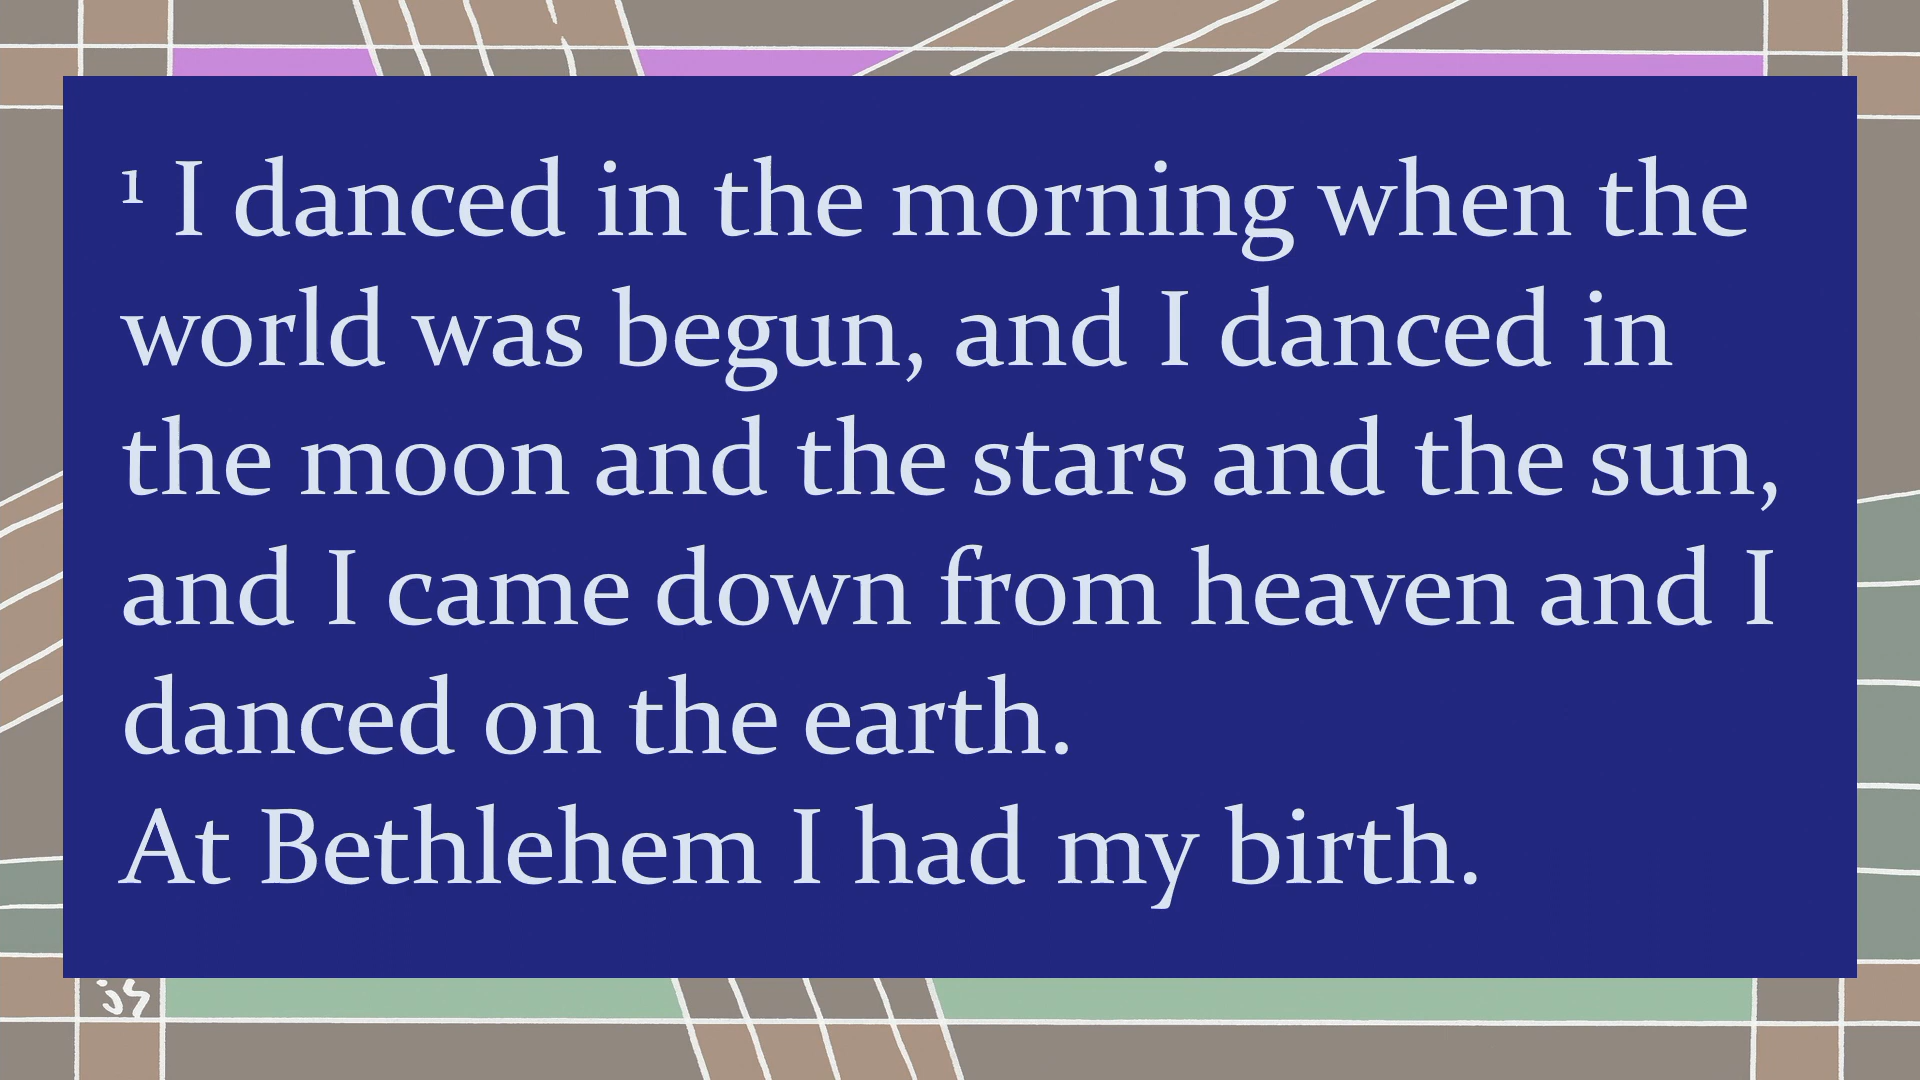 ¹ I danced in the morning when the
world was begun, and I danced in
the moon and the stars and the sun,
and I came down from heaven and I
danced on the earth.
At Bethlehem I had my birth.